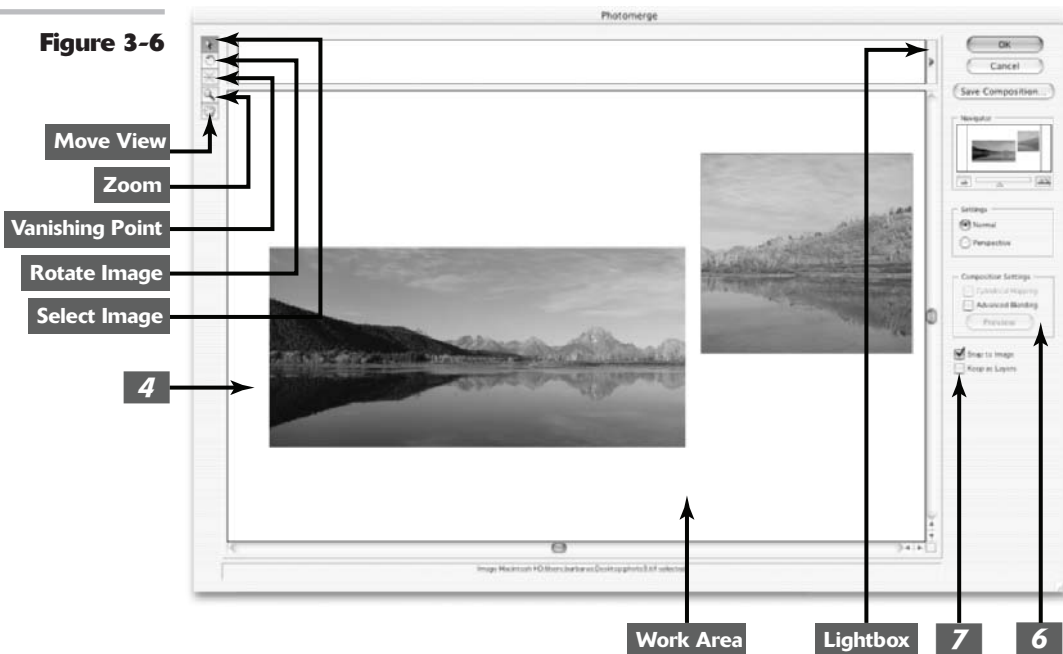 Photomerge
Figure 3-6
OK
Cancel
Save Composition...
Navigator
Move View
Zoom
Vanishing Point
Settings
Normal
Perspective
Rotate Image
Select Image
Composition Settings
Cylindrical Mapping
Advanced Blending
Preview
Snap to Image
Keep as Layers
4
Work Area
Lightbox
7
6